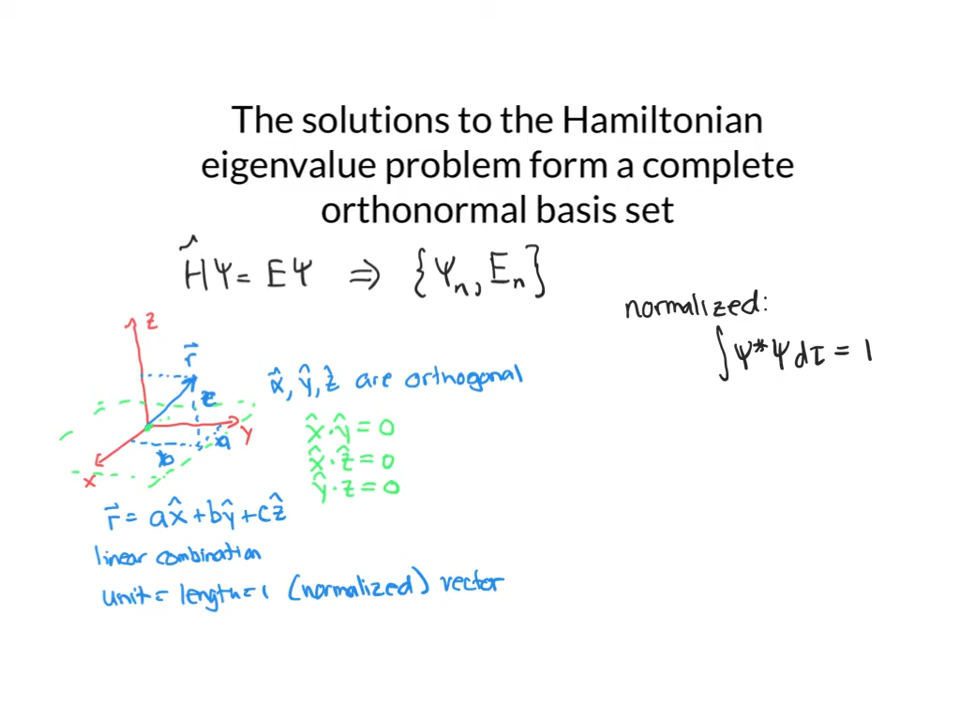 The solutions to the Hamiltonian
eigenvalue problem form a complete
orthonormal basis set
ĤΨ = EΨ ⇒ {Ψₙ, Eₙ}
normalized:
∫Ψ*Ψ dτ = 1
z
r⃗
c
y
a
b
x
x̂, ŷ, ẑ are orthogonal
x̂·ŷ = 0
x̂·ẑ = 0
ŷ·z = 0
r⃗ = ax̂ + bŷ + cẑ
linear combination
unit = length = 1 (normalized) vector